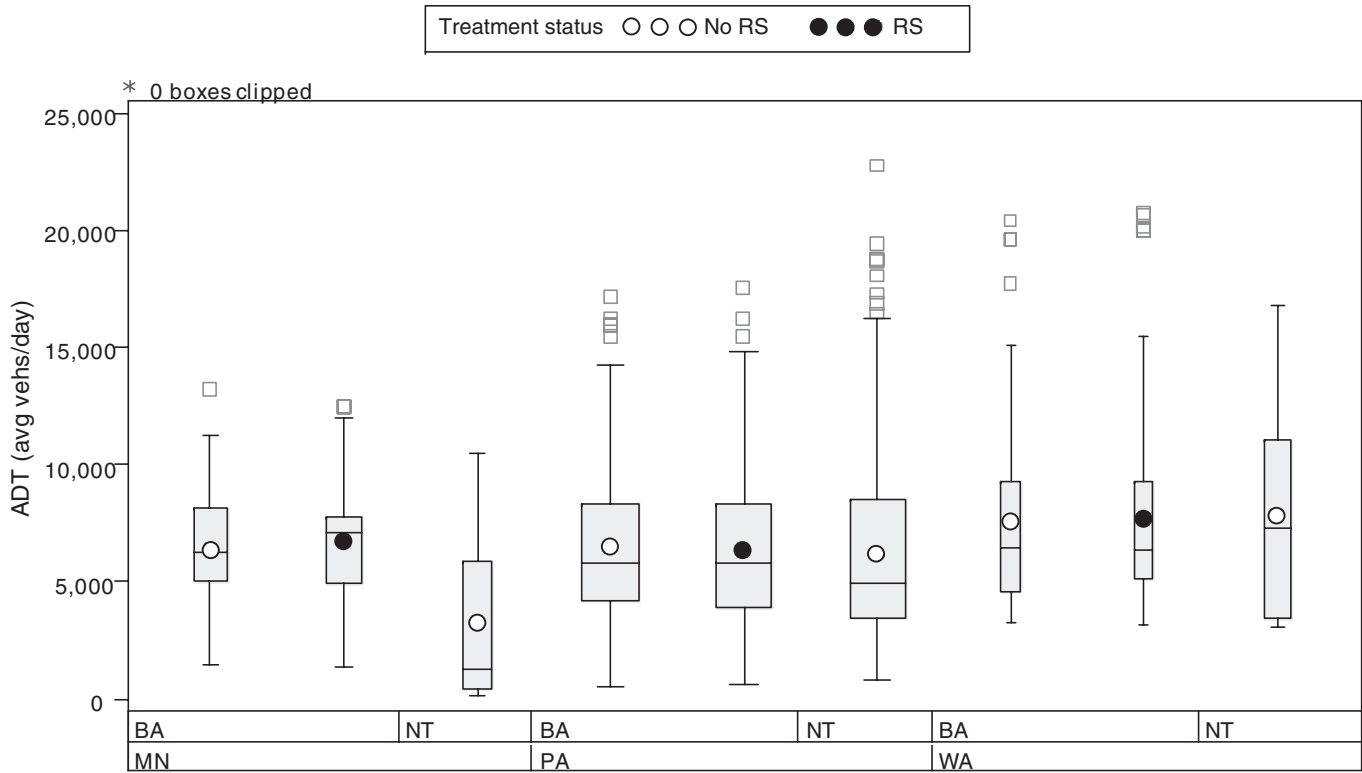 Treatment status No RS RS
* 0 boxes clipped
25,000
20,000
15,000
10,000
5,000
0
ADT (avg vehs/day)
BA NT BA NT BA NT
MN PA WA